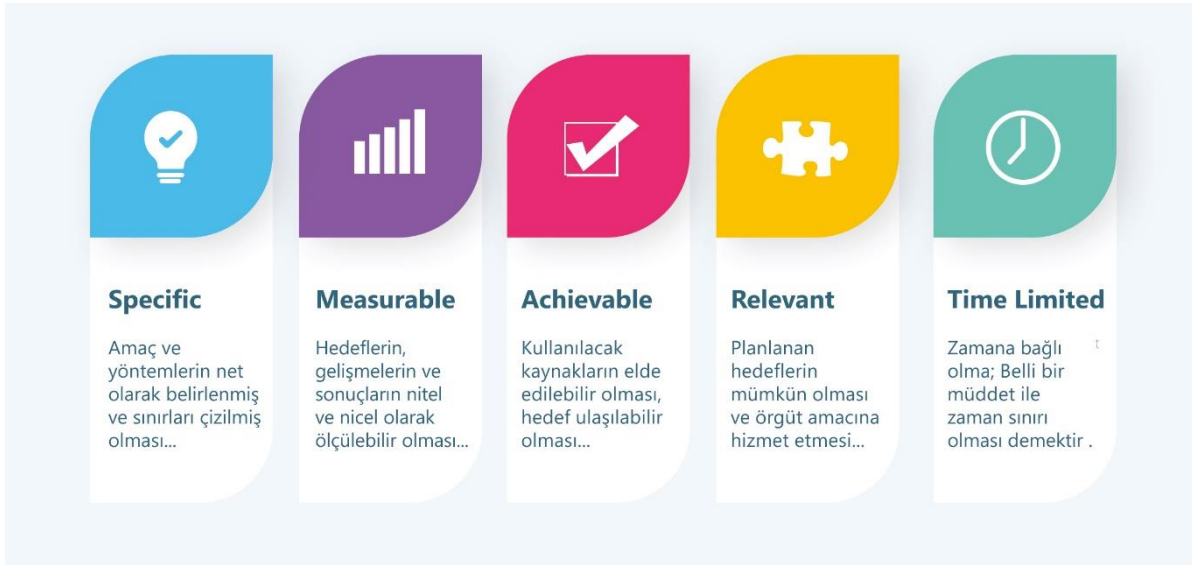 Specific
Amaç ve
yöntemlerin net
olarak belirlenmiş
ve sınırları çizilmiş
olması...
Measurable
Hedeflerin,
gelişmelerin ve
sonuçların nitel
ve nicel olarak
ölçülebilir olması...
Achievable
Kullanılacak
kaynakların elde
edilebilir olması,
hedef ulaşılabilir
olması...
Relevant
Planlanan
hedeflerin
mümkün olması
ve örgüt amacına
hizmet etmesi...
Time Limited
Zamana bağlı t
olma; Belli bir
müddet ile
zaman sınırı
olması demektir .